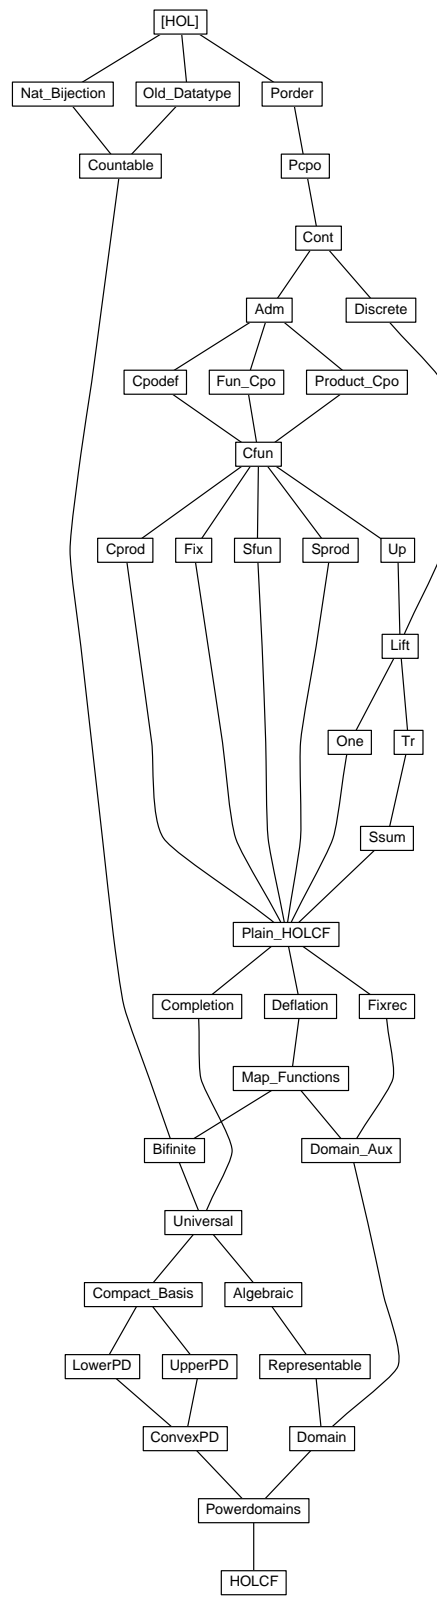 [HOL]
Nat_Bijection
Old_Datatype
Porder
Countable
Pcpo
Cont
Adm
Discrete
Cpodef
Fun_Cpo
Product_Cpo
Cfun
Cprod
Fix
Sfun
Sprod
Up
Lift
One
Tr
Ssum
Plain_HOLCF
Completion
Deflation
Fixrec
Map_Functions
Bifinite
Domain_Aux
Universal
Compact_Basis
Algebraic
LowerPD
UpperPD
Representable
ConvexPD
Domain
Powerdomains
HOLCF